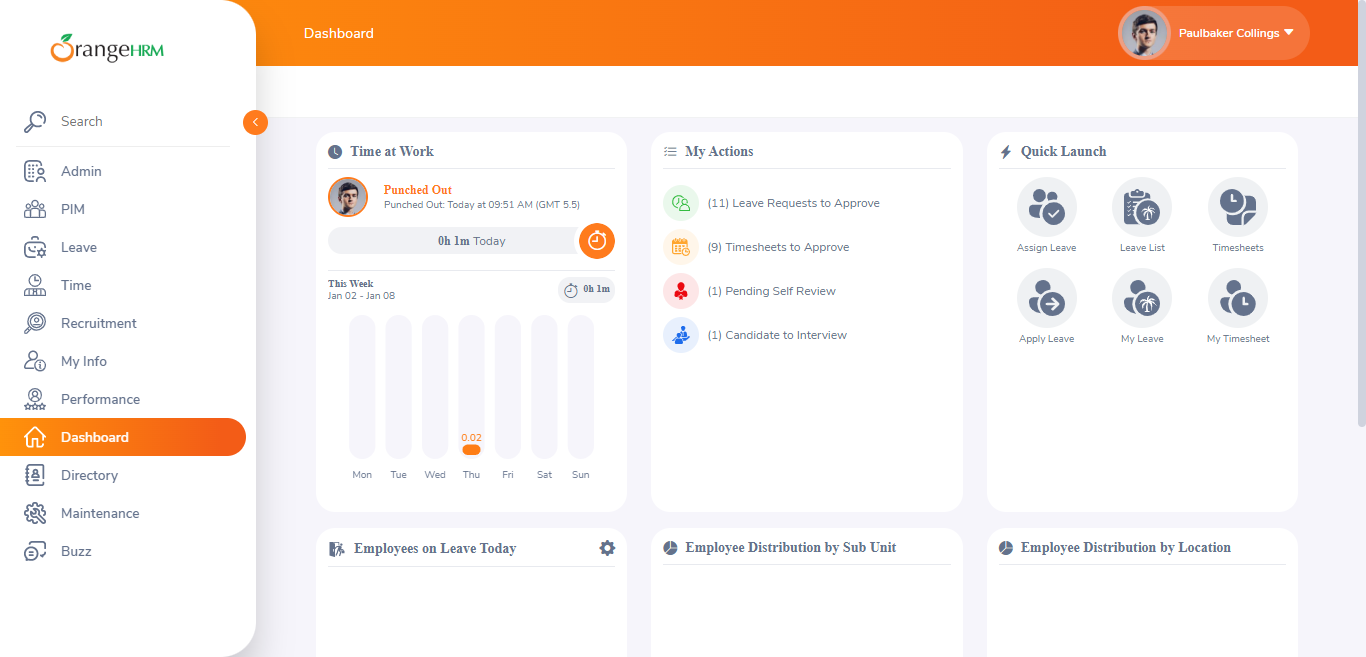 OrangeHRM
Search
Admin
PIM
Leave
Time
Recruitment
My Info
Performance
Dashboard
Directory
Maintenance
Buzz
Dashboard
Paulbaker Collings
Time at Work
Punched Out
Punched Out: Today at 09:51 AM (GMT 5.5)
0h 1m Today
This Week
Jan 02 - Jan 08
0h 1m
0.02
Mon Tue Wed Thu Fri Sat Sun
My Actions
(11) Leave Requests to Approve
(9) Timesheets to Approve
(1) Pending Self Review
(1) Candidate to Interview
Quick Launch
Assign Leave Leave List Timesheets
Apply Leave My Leave My Timesheet
Employees on Leave Today
Employee Distribution by Sub Unit
Employee Distribution by Location